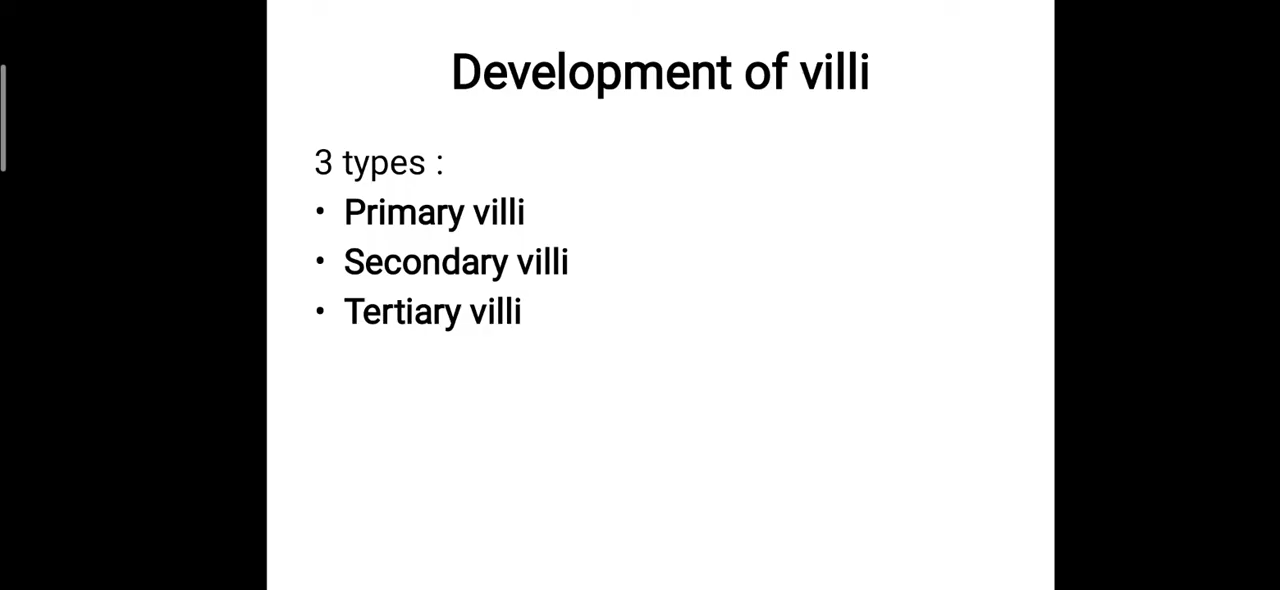 Development of villi
3 types :
• Primary villi
• Secondary villi
• Tertiary villi